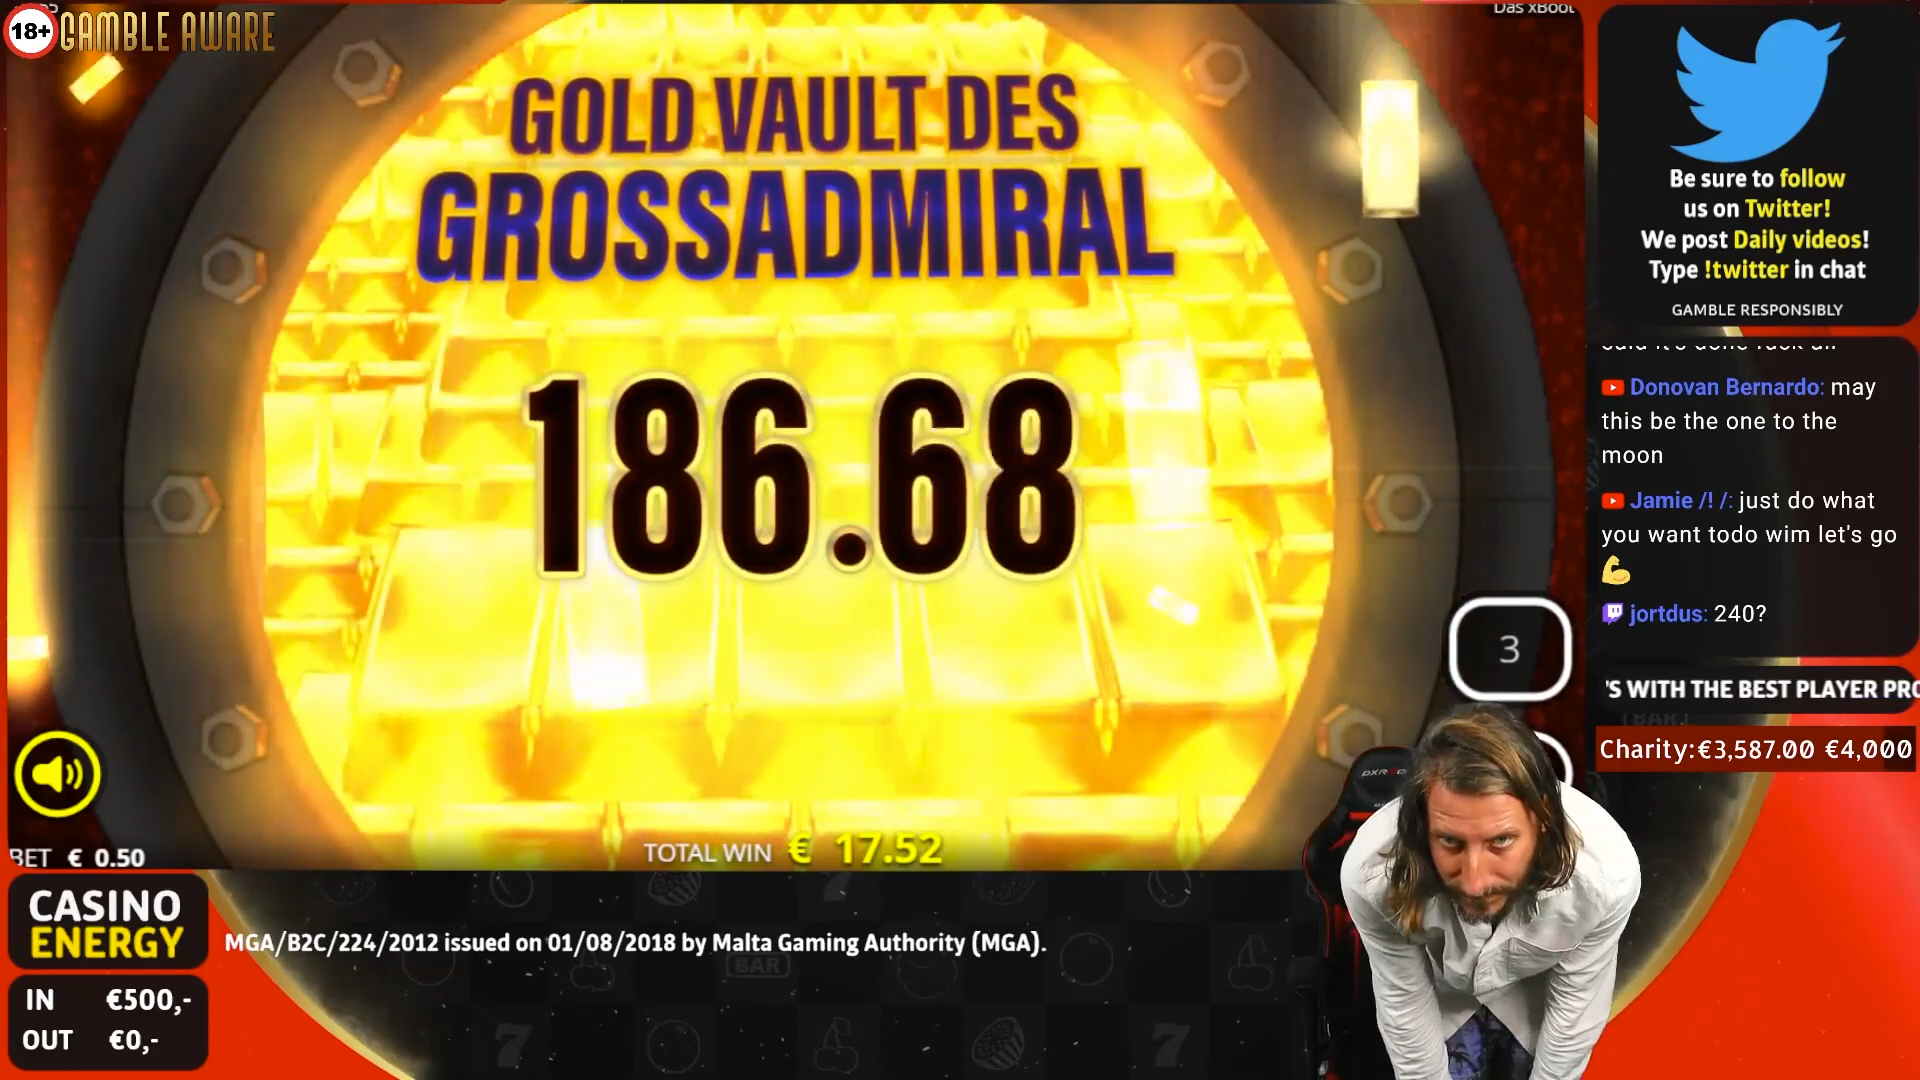 18+ GAMBLE AWARE
Das xBoot
GOLD VAULT DES
GROSSADMIRAL
186.68
3
BET € 0.50
TOTAL WIN € 17.52
CASINO
ENERGY
MGA/B2C/224/2012 issued on 01/08/2018 by Malta Gaming Authority (MGA).
IN €500,-
OUT €0,-
BAR
7
7
Be sure to follow
us on Twitter!
We post Daily videos!
Type !twitter in chat
GAMBLE RESPONSIBLY
Donovan Bernardo: may
this be the one to the
moon
Jamie /! /: just do what
you want todo wim let's go
💪
jortdus: 240?
'S WITH THE BEST PLAYER PRO
Charity:€3,587.00 €4,000